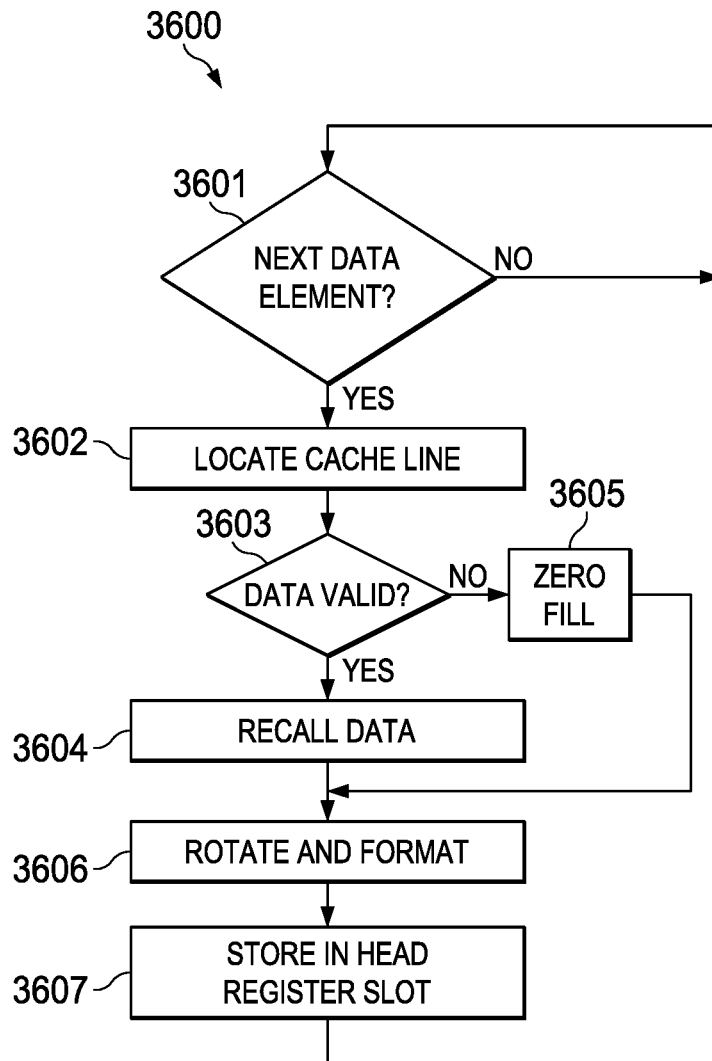 3600
3601
NEXT DATA
ELEMENT?
NO
YES
3602
LOCATE CACHE LINE
3603
DATA VALID?
NO
3605
ZERO
FILL
YES
3604
RECALL DATA
3606
ROTATE AND FORMAT
3607
STORE IN HEAD
REGISTER SLOT